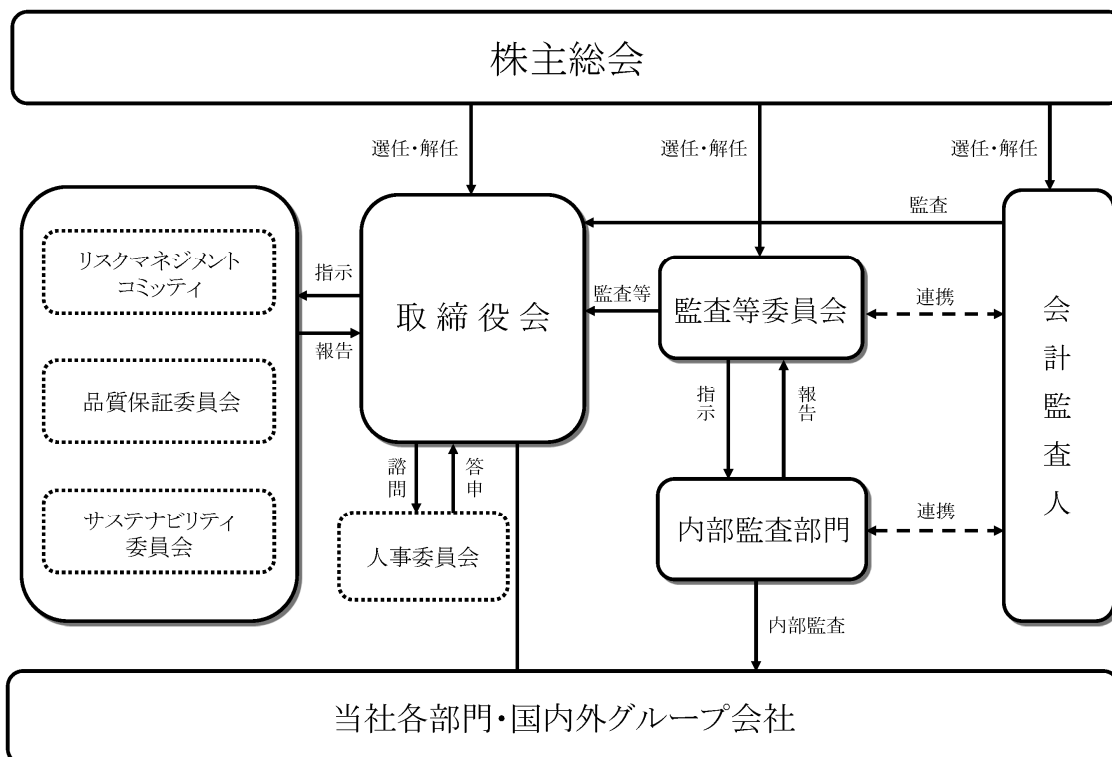 株主総会
選任・解任
選任・解任
選任・解任
リスクマネジメント
コミッティ
品質保証委員会
サステナビリティ
委員会
指示
報告
取締役会
諮問
答申
人事委員会
監査
監査等
監査等委員会
連携
指示
報告
内部監査部門
連携
内部監査
会計監査人
当社各部門・国内外グループ会社